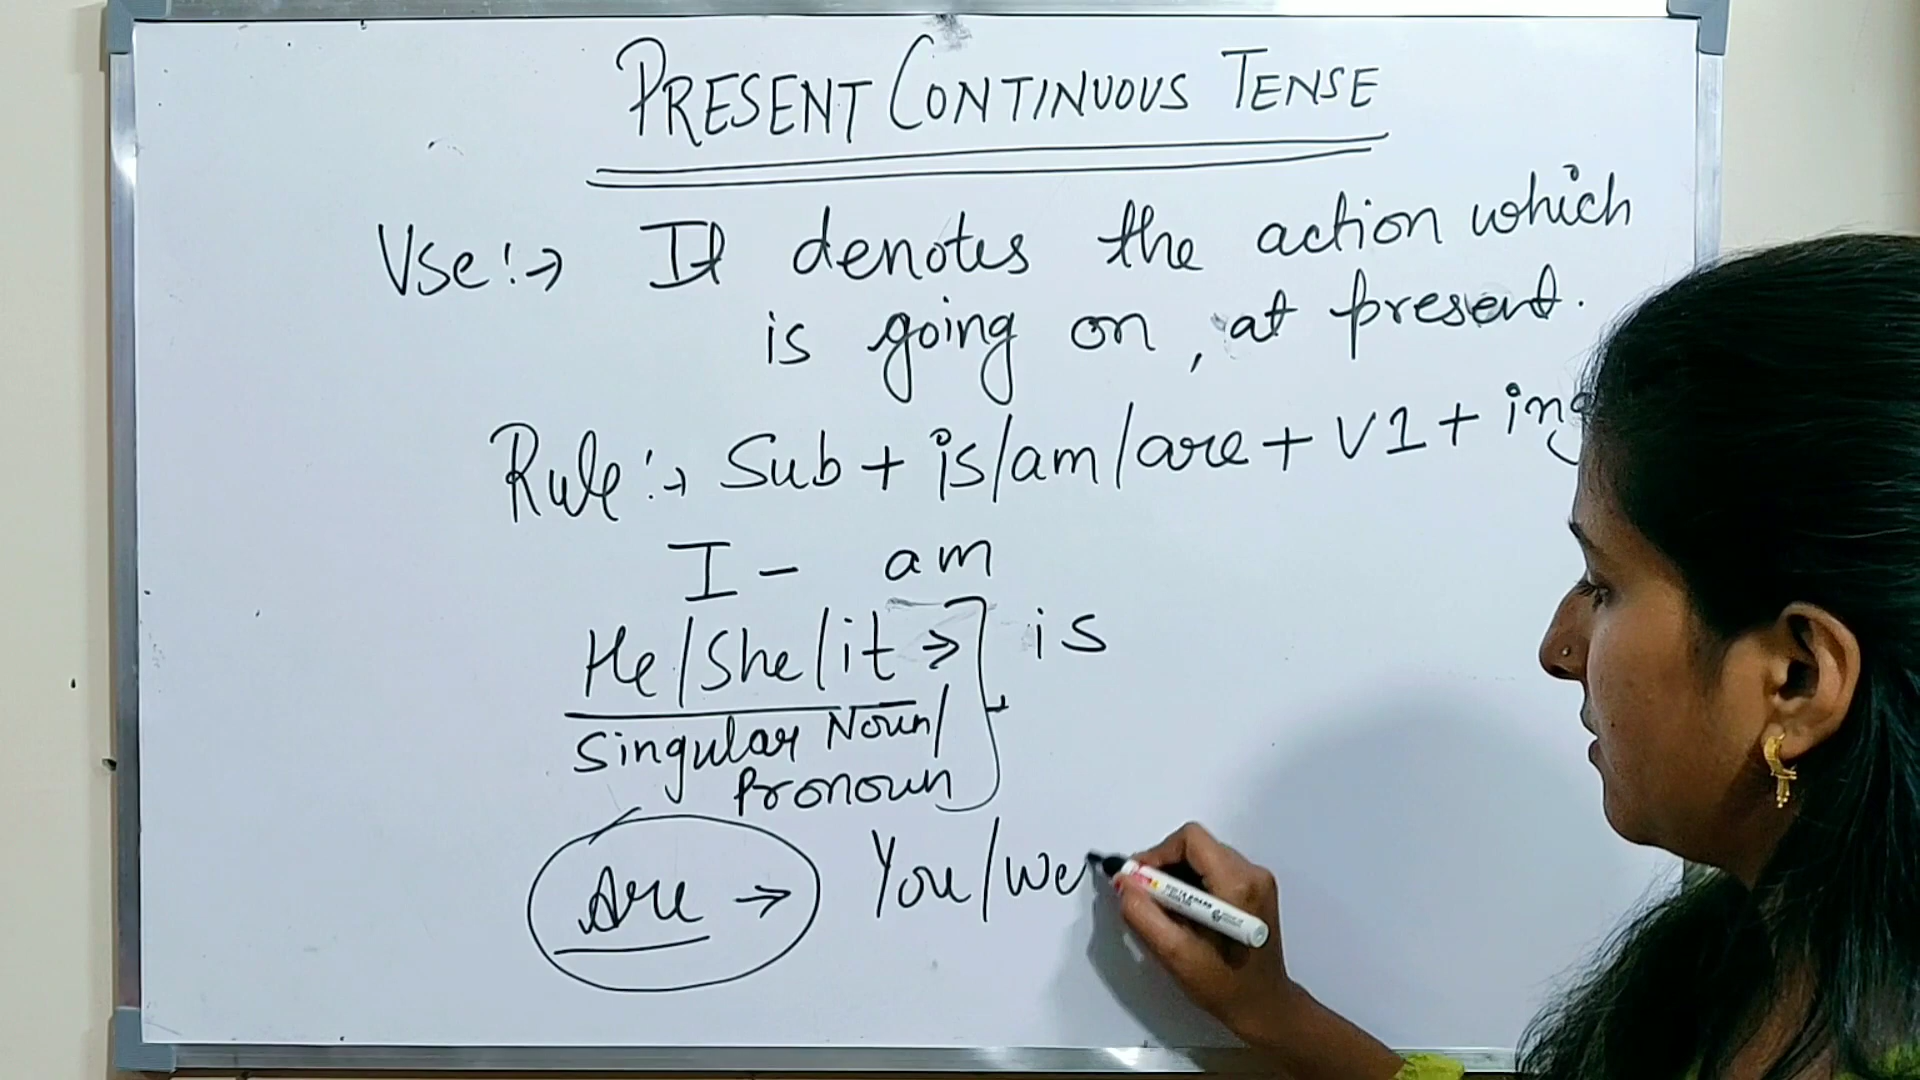 PRESENT CONTINUOUS TENSE
Use :→ It denotes the action which
is going on, at present.
Rule :→ Sub + is/am/are + V1 + ing
I - am
He/She/it → is
Singular Noun/
Pronoun
Are → You/We